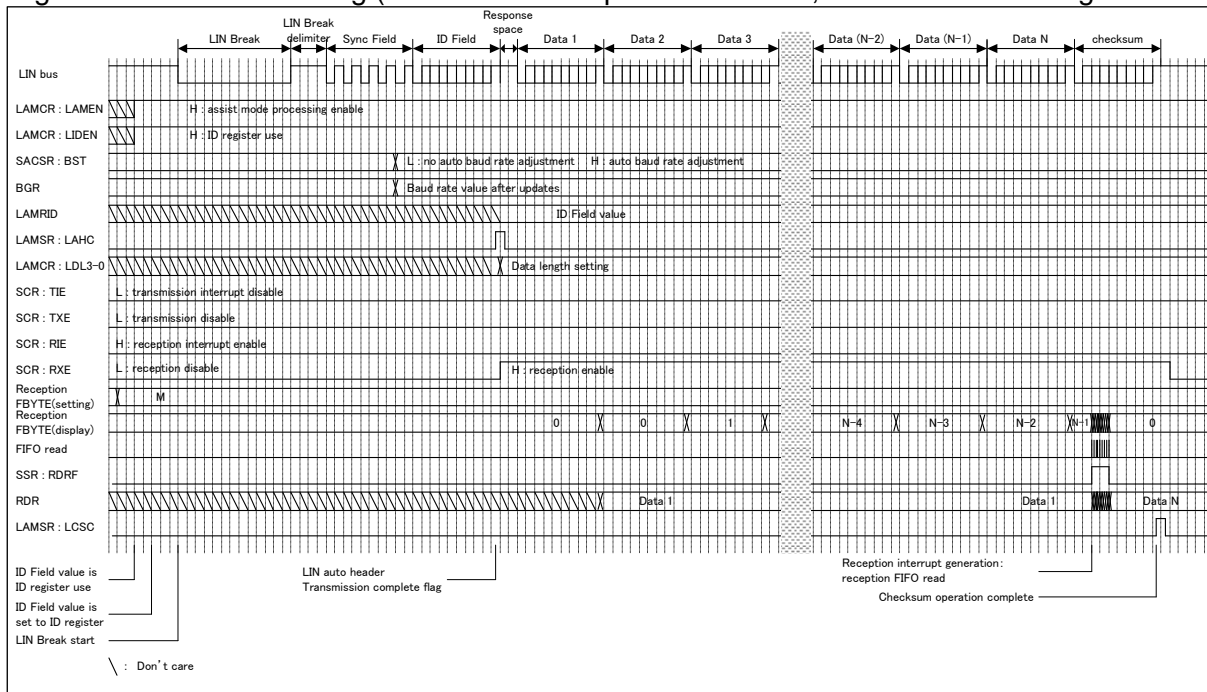 Response
LIN Break
delimiter
space
LIN Break
Sync Field
ID Field
Data 1
Data 2
Data 3
Data (N-2)
Data (N-1)
Data N
checksum
LIN bus
LAMCR : LAMEN
H : assist mode processing enable
LAMCR : LIDEN
H : ID register use
SACSR : BST
L : no auto baud rate adjustment H : auto baud rate adjustment
BGR
Baud rate value after updates
LAMRID
ID Field value
LAMSR : LAHC
LAMCR : LDL3-0
Data length setting
SCR : TIE
L : transmission interrupt disable
SCR : TXE
L : transmission disable
SCR : RIE
H : reception interrupt enable
SCR : RXE
L : reception disable
H : reception enable
Reception
FBYTE(setting)
M
Reception
FBYTE(display)
0
0
1
N-4
N-3
N-2
N-1
0
FIFO read
SSR : RDRF
RDR
Data 1
Data 1
Data N
LAMSR : LCSC
ID Field value is
ID register use
LIN auto header
Transmission complete flag
Reception interrupt generation:
reception FIFO read
Checksum operation complete
ID Field value is
set to ID register
LIN Break start
\ : Don't care